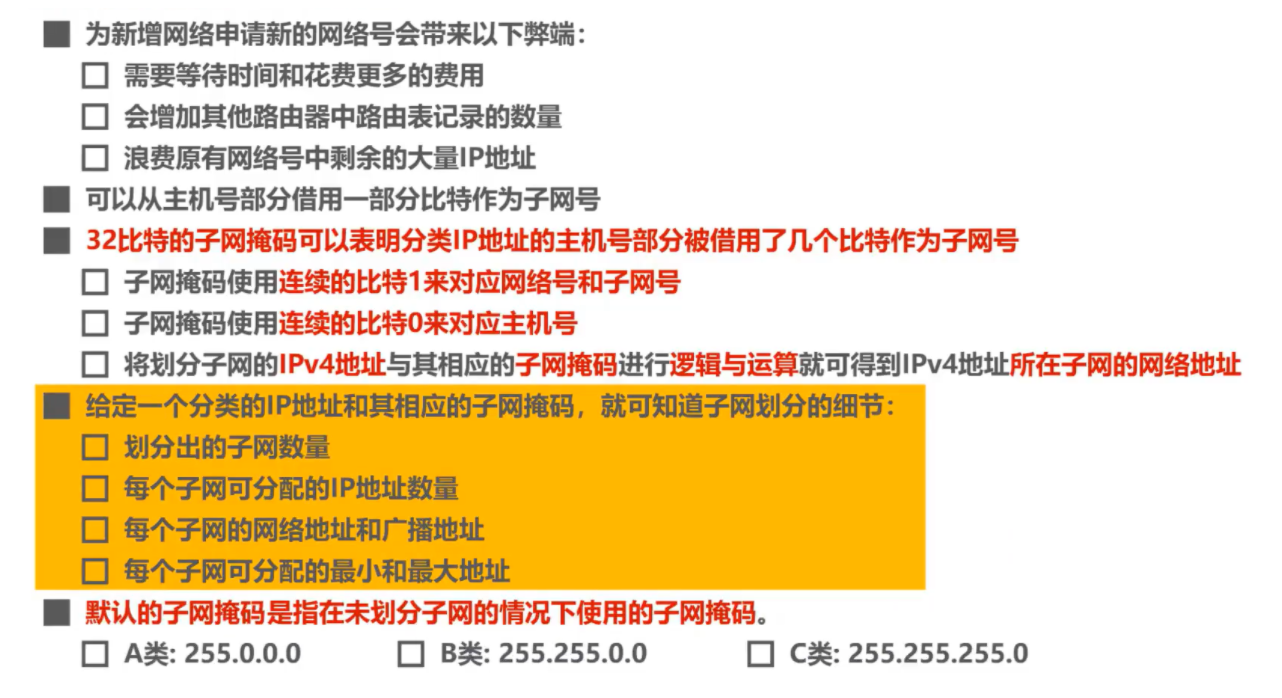 为新增网络申请新的网络号会带来以下弊端：
需要等待时间和花费更多的费用
会增加其他路由器中路由表记录的数量
浪费原有网络号中剩余的大量IP地址
可以从主机号部分借用一部分比特作为子网号
32比特的子网掩码可以表明分类IP地址的主机号部分被借用了几个比特作为子网号
子网掩码使用连续的比特1来对应网络号和子网号
子网掩码使用连续的比特0来对应主机号
将划分子网的IPv4地址与其相应的子网掩码进行逻辑与运算就可得到IPv4地址所在子网的网络地址
给定一个分类的IP地址和其相应的子网掩码，就可知道子网划分的细节：
划分出的子网数量
每个子网可分配的IP地址数量
每个子网的网络地址和广播地址
每个子网可分配的最小和最大地址
默认的子网掩码是指在未划分子网的情况下使用的子网掩码。
A类: 255.0.0.0 B类: 255.255.0.0 C类: 255.255.255.0